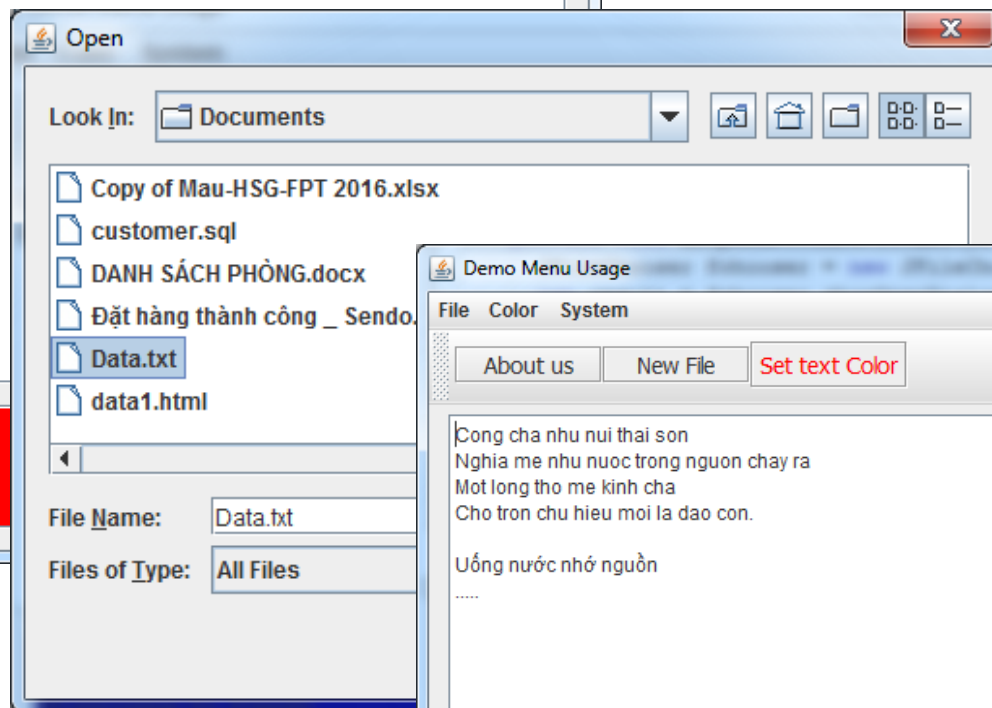 Open
Look In: Documents
Copy of Mau-HSG-FPT 2016.xlsx
customer.sql
DANH SÁCH PHÒNG.docx
Đặt hàng thành công _ Sendo.
Data.txt
data1.html
File Name: Data.txt
Files of Type: All Files
Demo Menu Usage
File Color System
About us New File Set text Color
Cong cha nhu nui thai son
Nghia me nhu nuoc trong nguon chay ra
Mot long tho me kinh cha
Cho tron chu hieu moi la dao con.
Uống nước nhớ nguồn
.....